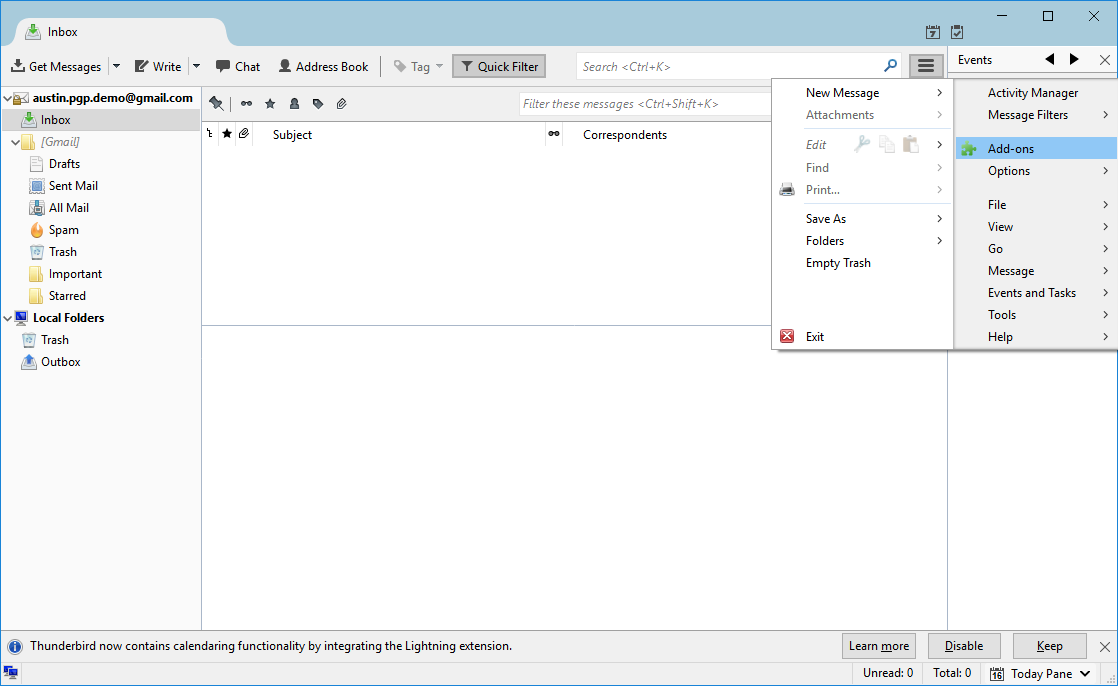 Inbox
7
Get Messages
Write
Chat
Address Book
Tag
Quick Filter
Search <Ctrl+K>
Events
austin.pgp.demo@gmail.com
Inbox
[Gmail]
Drafts
Sent Mail
All Mail
Spam
Trash
Important
Starred
Local Folders
Trash
Outbox
Filter these messages <Ctrl+Shift+K>
Subject
Correspondents
New Message
Attachments
Edit
Find
Print...
Save As
Folders
Empty Trash
Exit
Activity Manager
Message Filters
Add-ons
Options
File
View
Go
Message
Events and Tasks
Tools
Help
Thunderbird now contains calendaring functionality by integrating the Lightning extension.
Learn more
Disable
Keep
Unread: 0
Total: 0
16
Today Pane